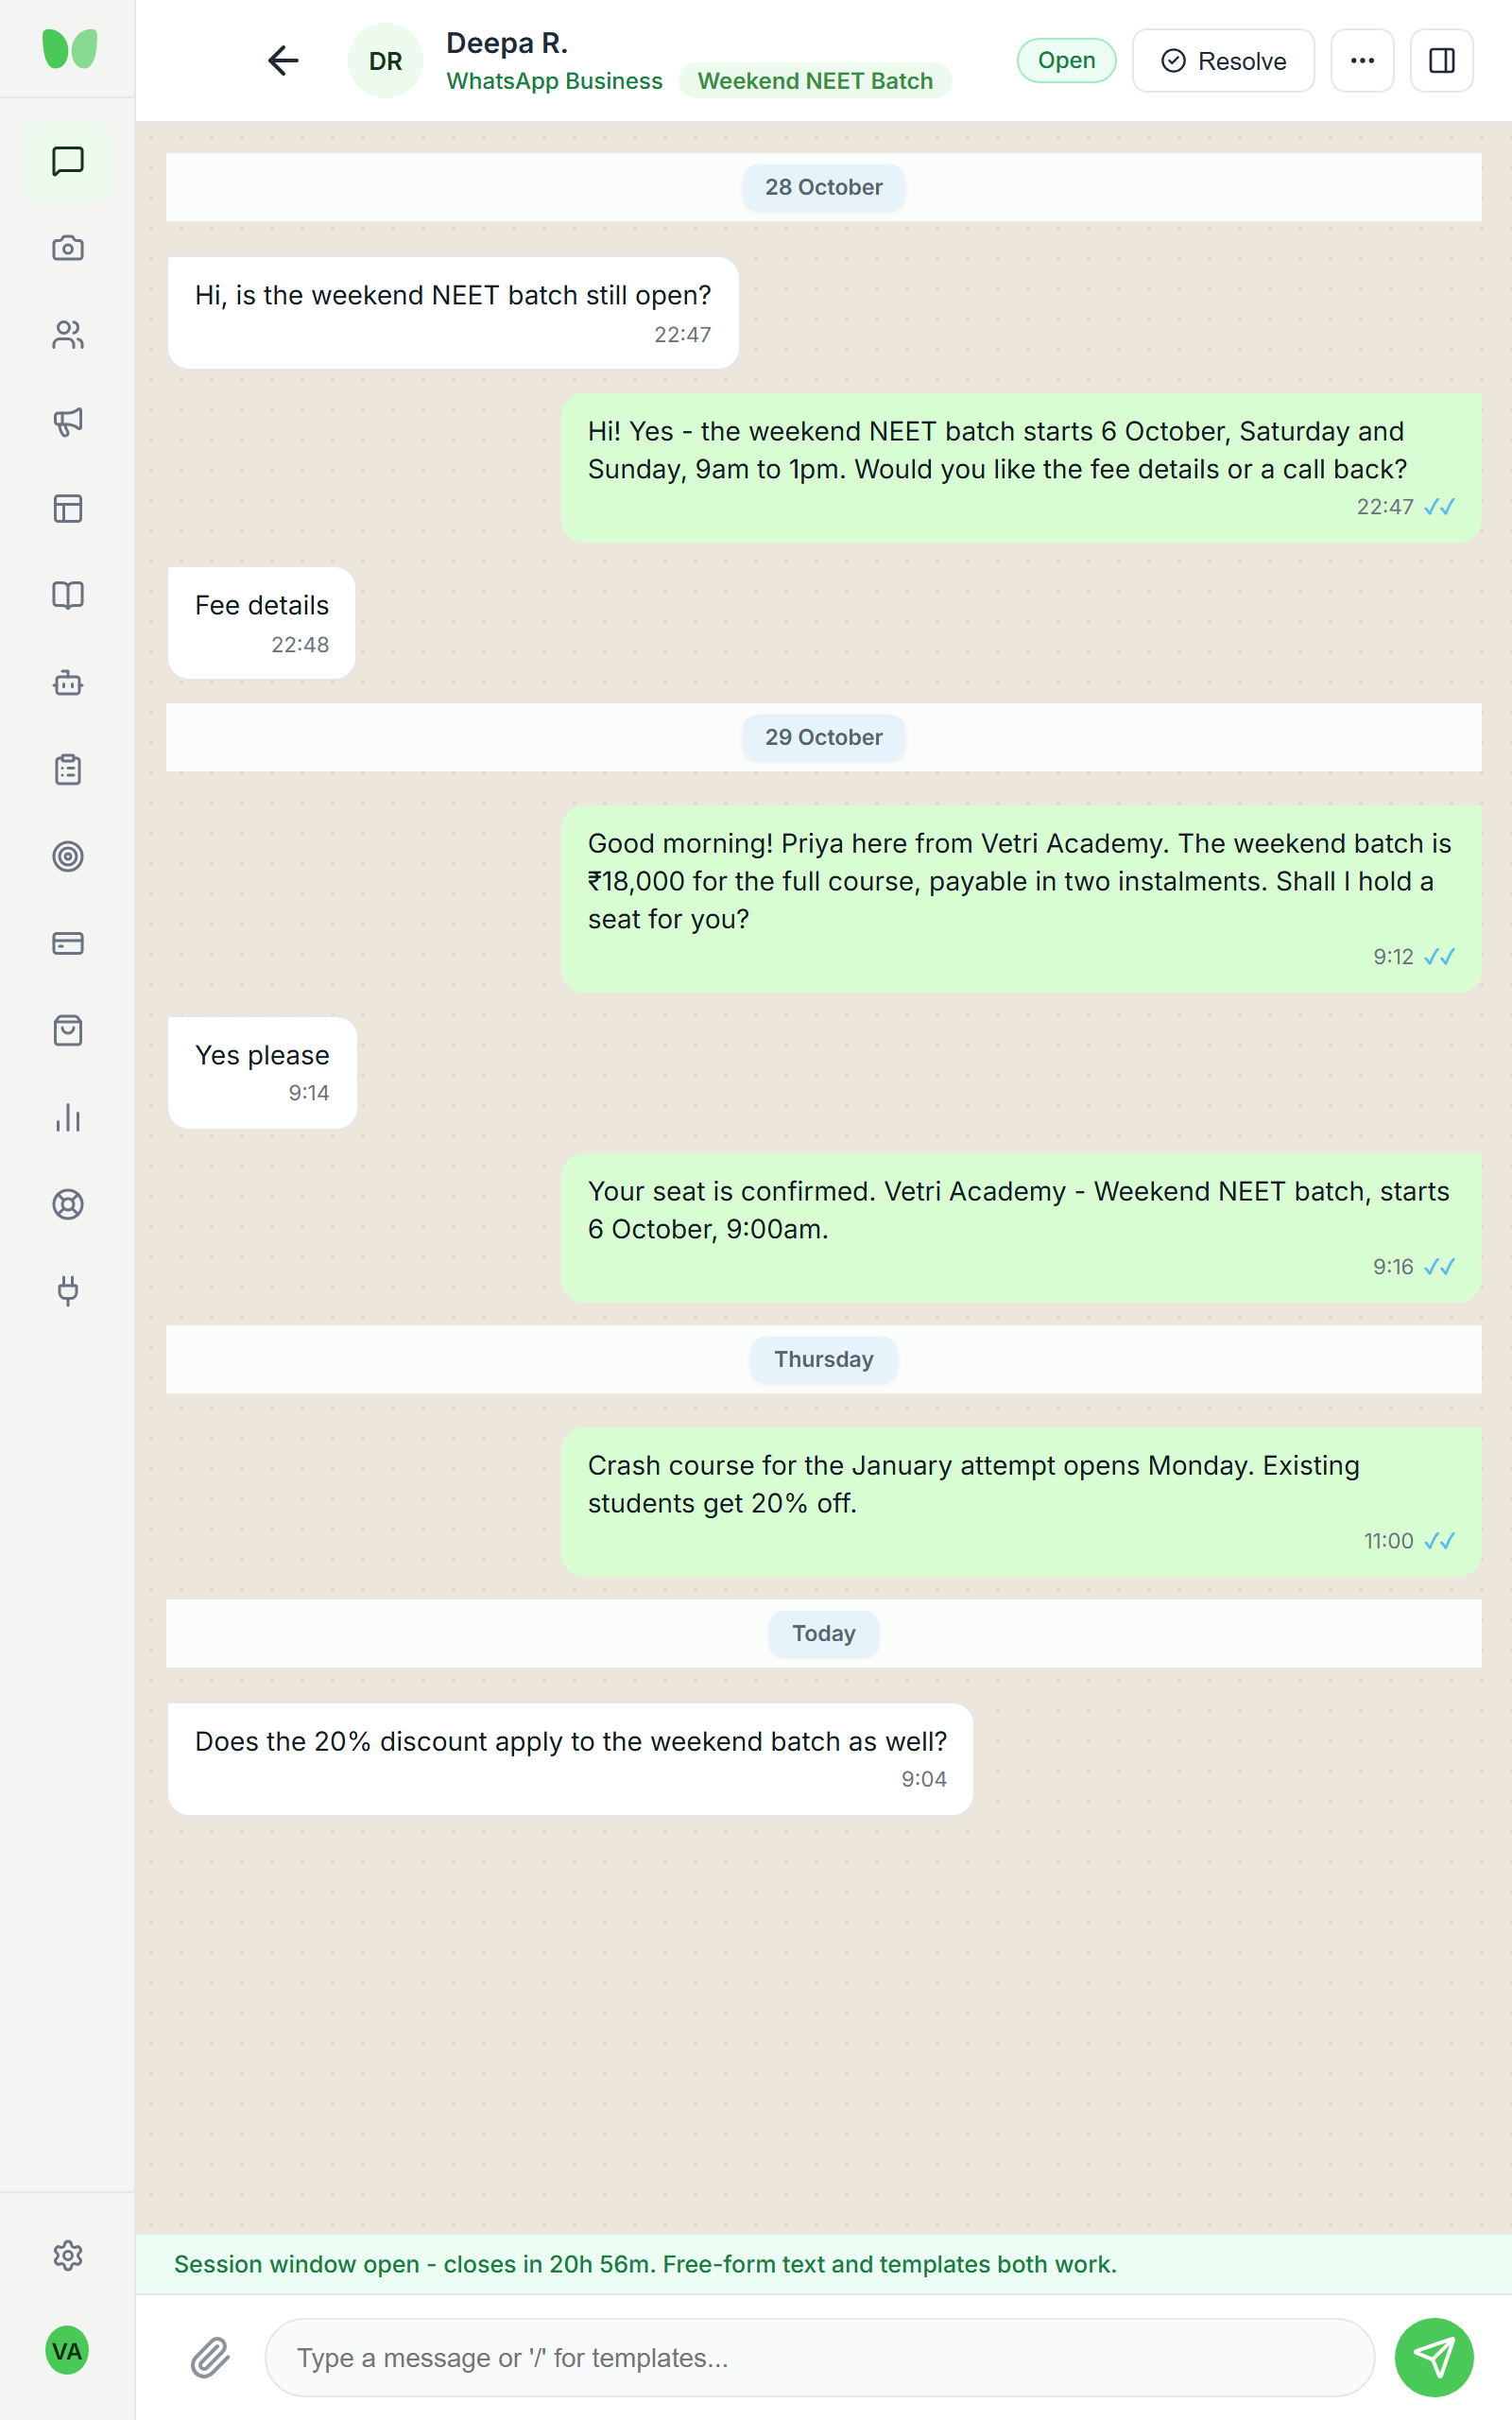 DR
Deepa R.
WhatsApp Business
Weekend NEET Batch
Open
Resolve
28 October
Hi, is the weekend NEET batch still open?
22:47
Hi! Yes - the weekend NEET batch starts 6 October, Saturday and
Sunday, 9am to 1pm. Would you like the fee details or a call back?
22:47
Fee details
22:48
29 October
Good morning! Priya here from Vetri Academy. The weekend batch is
₹18,000 for the full course, payable in two instalments. Shall I hold a
seat for you?
9:12
Yes please
9:14
Your seat is confirmed. Vetri Academy - Weekend NEET batch, starts
6 October, 9:00am.
9:16
Thursday
Crash course for the January attempt opens Monday. Existing
students get 20% off.
11:00
Today
Does the 20% discount apply to the weekend batch as well?
9:04
Session window open - closes in 20h 56m. Free-form text and templates both work.
Type a message or '/' for templates...
VA